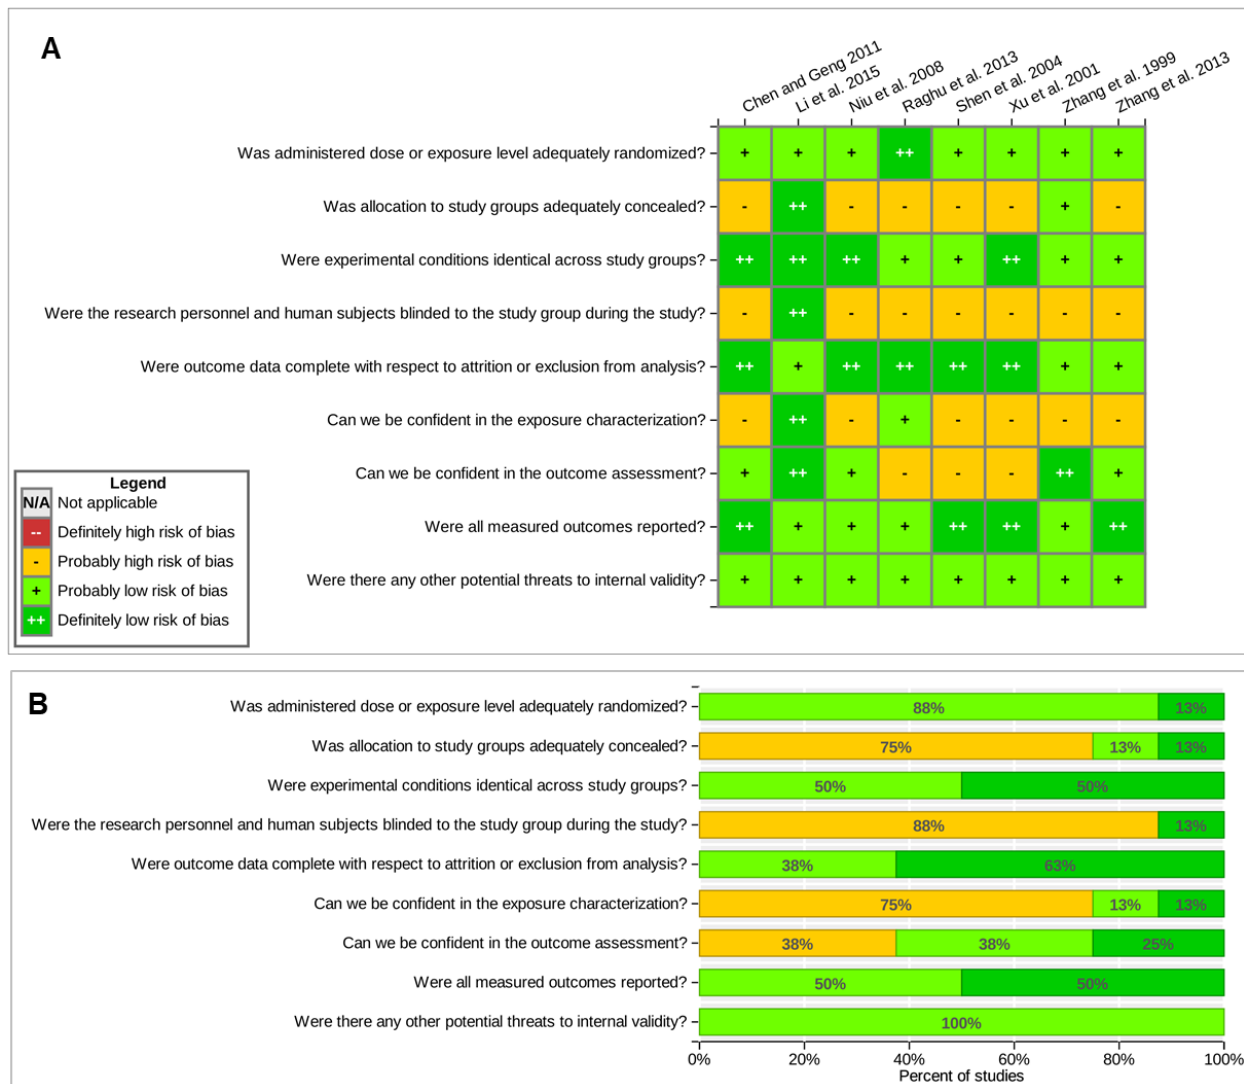 A
Chen and Geng 2011
Li et al. 2015
Niu et al. 2008
Raghu et al. 2013
Shen et al. 2004
Xu et al. 2001
Zhang et al. 1999
Zhang et al. 2013
Was administered dose or exposure level adequately randomized? + + + ++ + + + +
Was allocation to study groups adequately concealed? - ++ - - - - + -
Were experimental conditions identical across study groups? ++ ++ ++ + + ++ + +
Were the research personnel and human subjects blinded to the study group during the study? - ++ - - - - - -
Were outcome data complete with respect to attrition or exclusion from analysis? ++ + ++ ++ ++ ++ + +
Can we be confident in the exposure characterization? - ++ - + - - - -
Can we be confident in the outcome assessment? + ++ + - - - ++ +
Were all measured outcomes reported? ++ + + + ++ ++ + ++
Were there any other potential threats to internal validity? + + + + + + + +
Legend
N/A Not applicable
-- Definitely high risk of bias
- Probably high risk of bias
+ Probably low risk of bias
++ Definitely low risk of bias
B
Was administered dose or exposure level adequately randomized? 88% 13%
Was allocation to study groups adequately concealed? 75% 13% 13%
Were experimental conditions identical across study groups? 50% 50%
Were the research personnel and human subjects blinded to the study group during the study? 88% 13%
Were outcome data complete with respect to attrition or exclusion from analysis? 38% 63%
Can we be confident in the exposure characterization? 75% 13% 13%
Can we be confident in the outcome assessment? 38% 38% 25%
Were all measured outcomes reported? 50% 50%
Were there any other potential threats to internal validity? 100%
0% 20% 40% 60% 80% 100%
Percent of studies